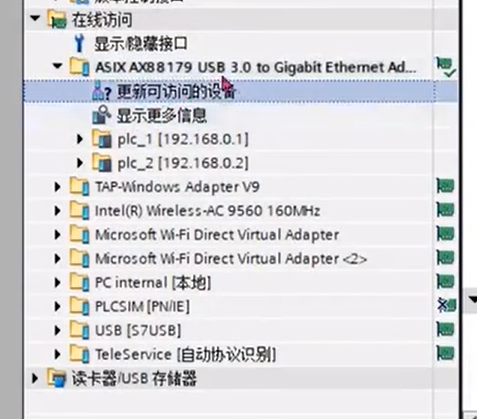 在线访问
显示/隐藏接口
ASIX AX88179 USB 3.0 to Gigabit Ethernet Ad...
更新可访问的设备
显示更多信息
plc_1 [192.168.0.1]
plc_2 [192.168.0.2]
TAP-Windows Adapter V9
Intel(R) Wireless-AC 9560 160MHz
Microsoft Wi-Fi Direct Virtual Adapter
Microsoft Wi-Fi Direct Virtual Adapter <2>
PC internal [本地]
PLCSIM [PN/IE]
USB [S7USB]
TeleService [自动协议识别]
读卡器/USB 存储器